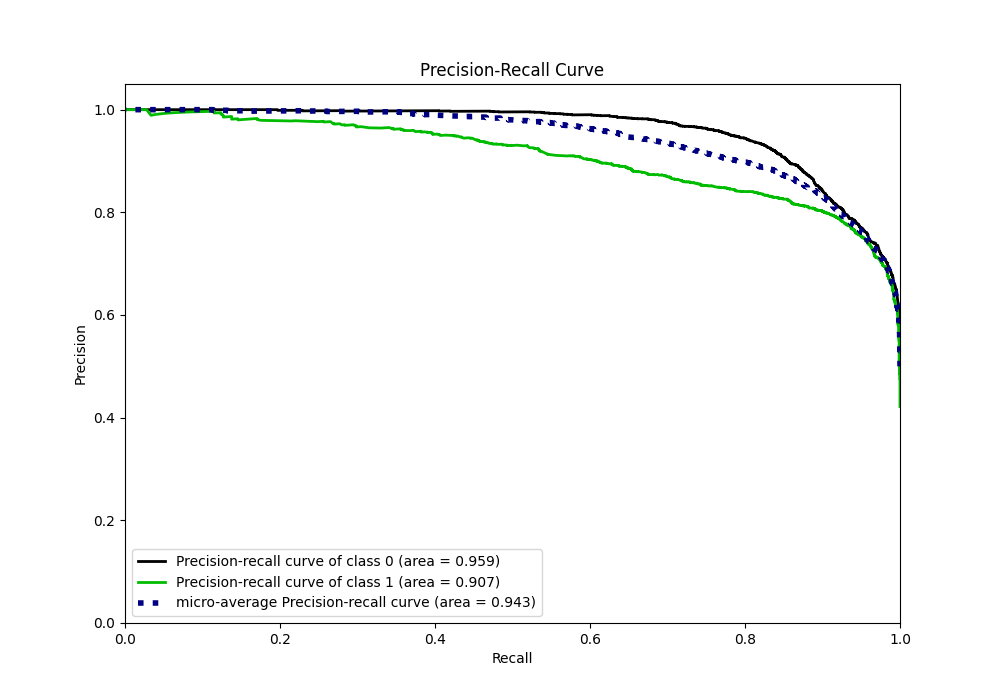 Precision-Recall Curve
1.0
0.8
0.6
0.4
0.2
0.0
Precision
Precision-recall curve of class 0 (area = 0.959)
Precision-recall curve of class 1 (area = 0.907)
micro-average Precision-recall curve (area = 0.943)
0.0 0.2 0.4 0.6 0.8 1.0
Recall